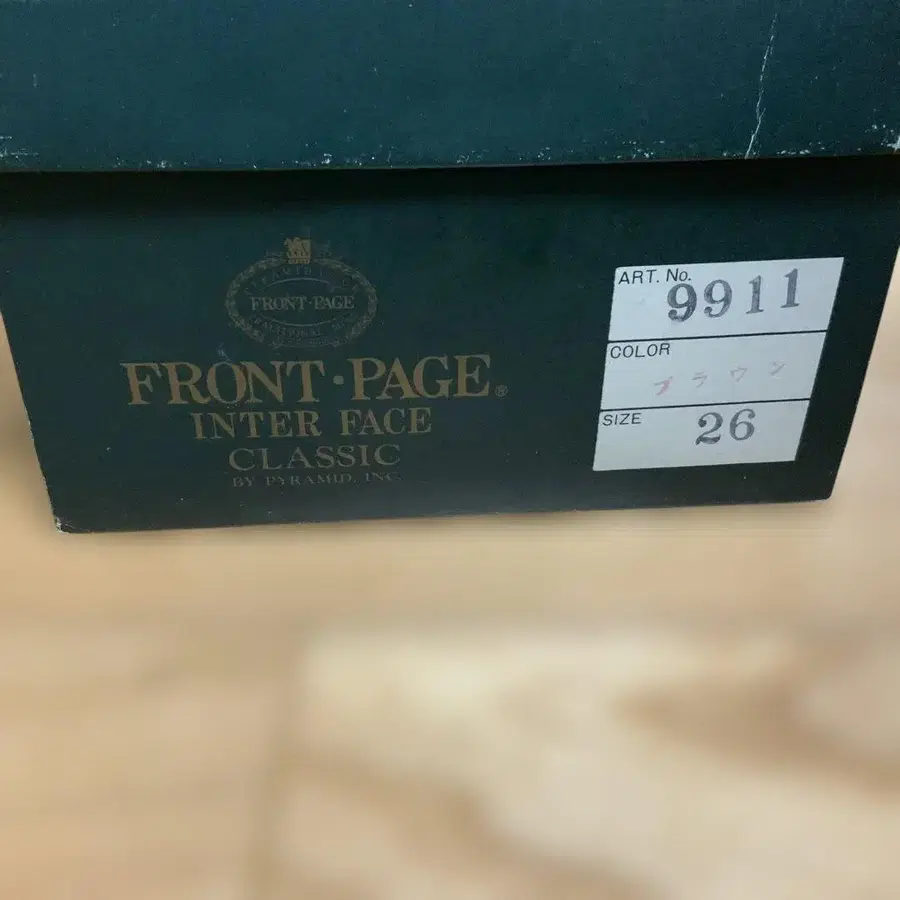 FRONT·PAGE
FRONT·PAGE®
INTER FACE
CLASSIC
BY PYRAMID, INC.
ART. No.
9911
COLOR
ブラウン
SIZE
26